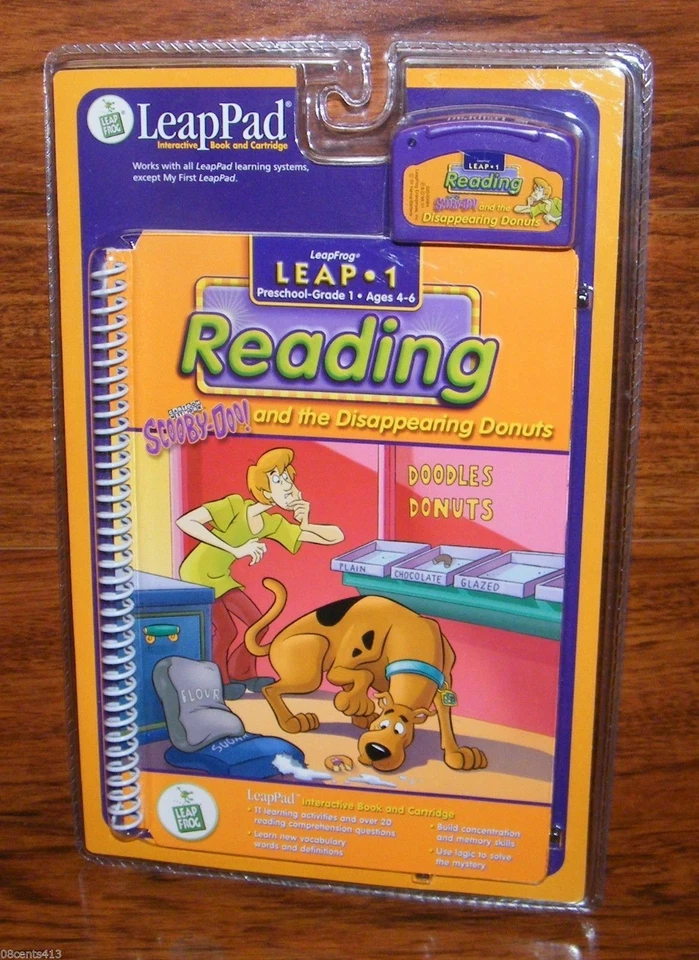 LEAP FROG
LeapPad®
Interactive Book and Cartridge
Works with all LeapPad learning systems,
except My First LeapPad.
LEAP • 1
Reading
SCOOBY-DOO! and the
Disappearing Donuts
LeapFrog®
LEAP • 1
Preschool-Grade 1 • Ages 4-6
Reading
SCOOBY-DOO! and the Disappearing Donuts
DOODLES
DONUTS
PLAIN
CHOCOLATE
GLAZED
FLOUR
SUGAR
LEAP FROG
LeapPad™ Interactive Book and Cartridge
• 11 learning activities and over 20
reading comprehension questions
• Learn new vocabulary
words and definitions
• Build concentration
and memory skills
• Use logic to solve
the mystery
08cents413